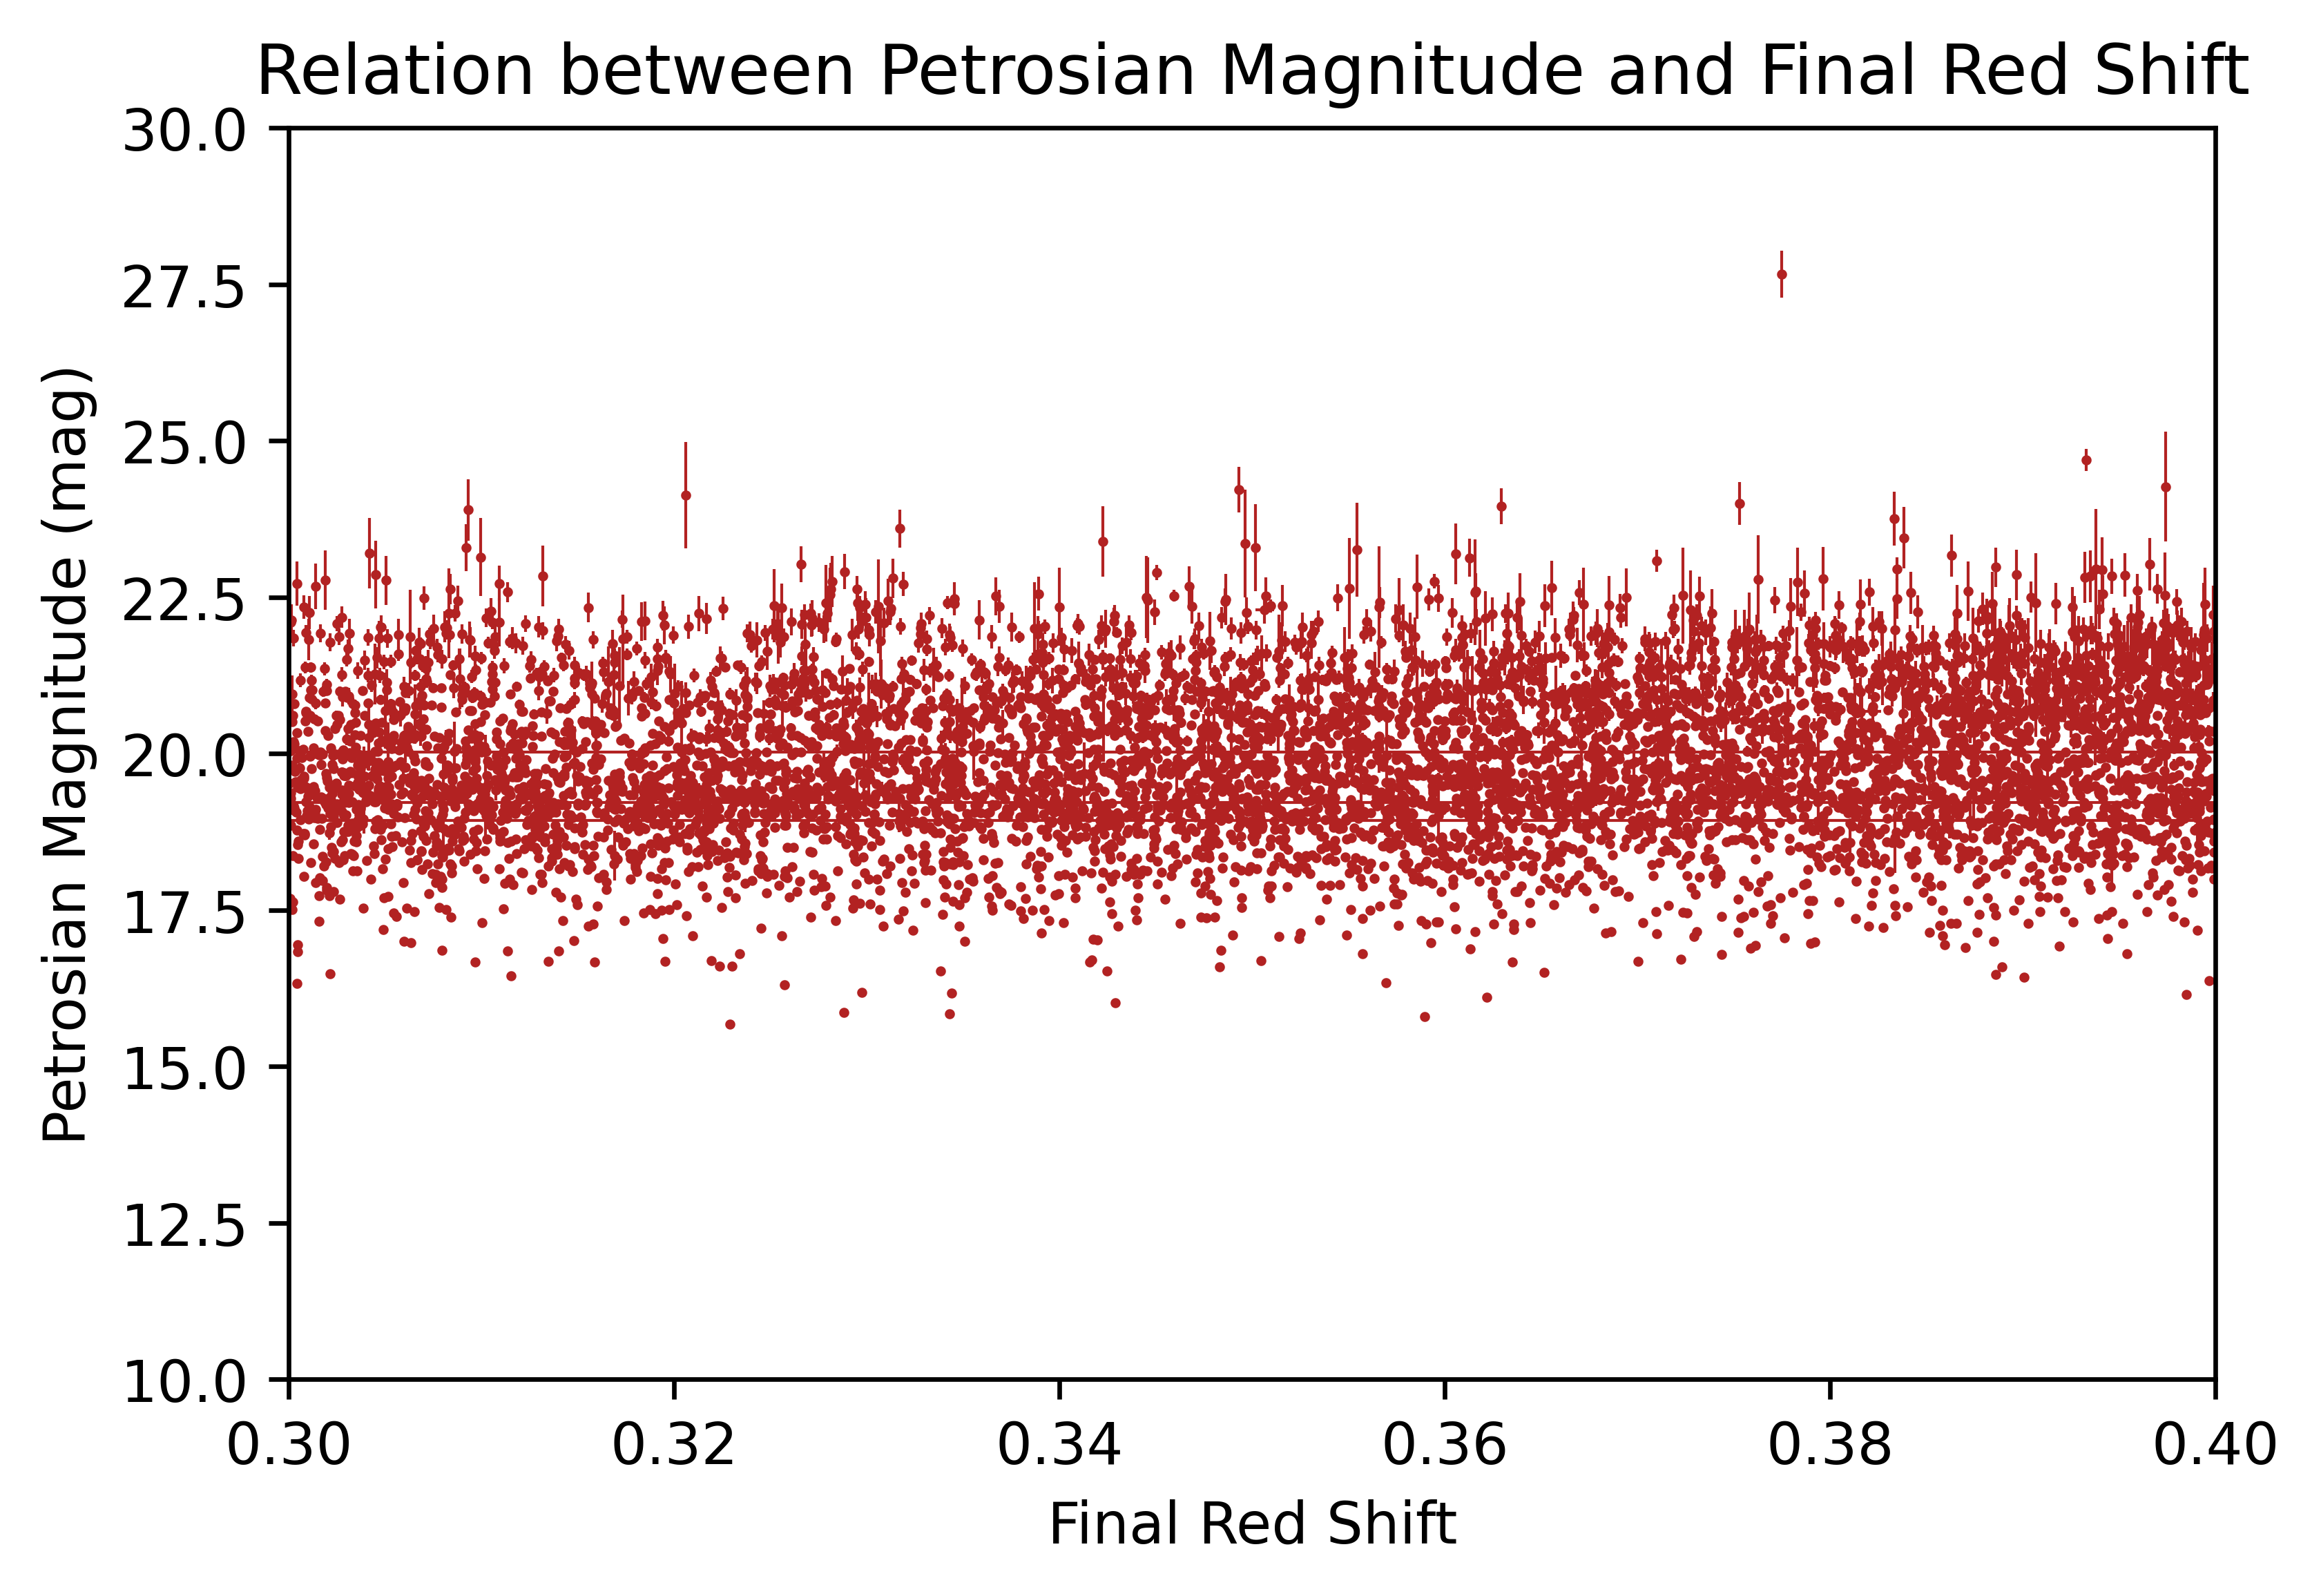 Relation between Petrosian Magnitude and Final Red Shift
30.0
27.5
25.0
22.5
20.0
17.5
15.0
12.5
10.0
Petrosian Magnitude (mag)
0.30 0.32 0.34 0.36 0.38 0.40
Final Red Shift